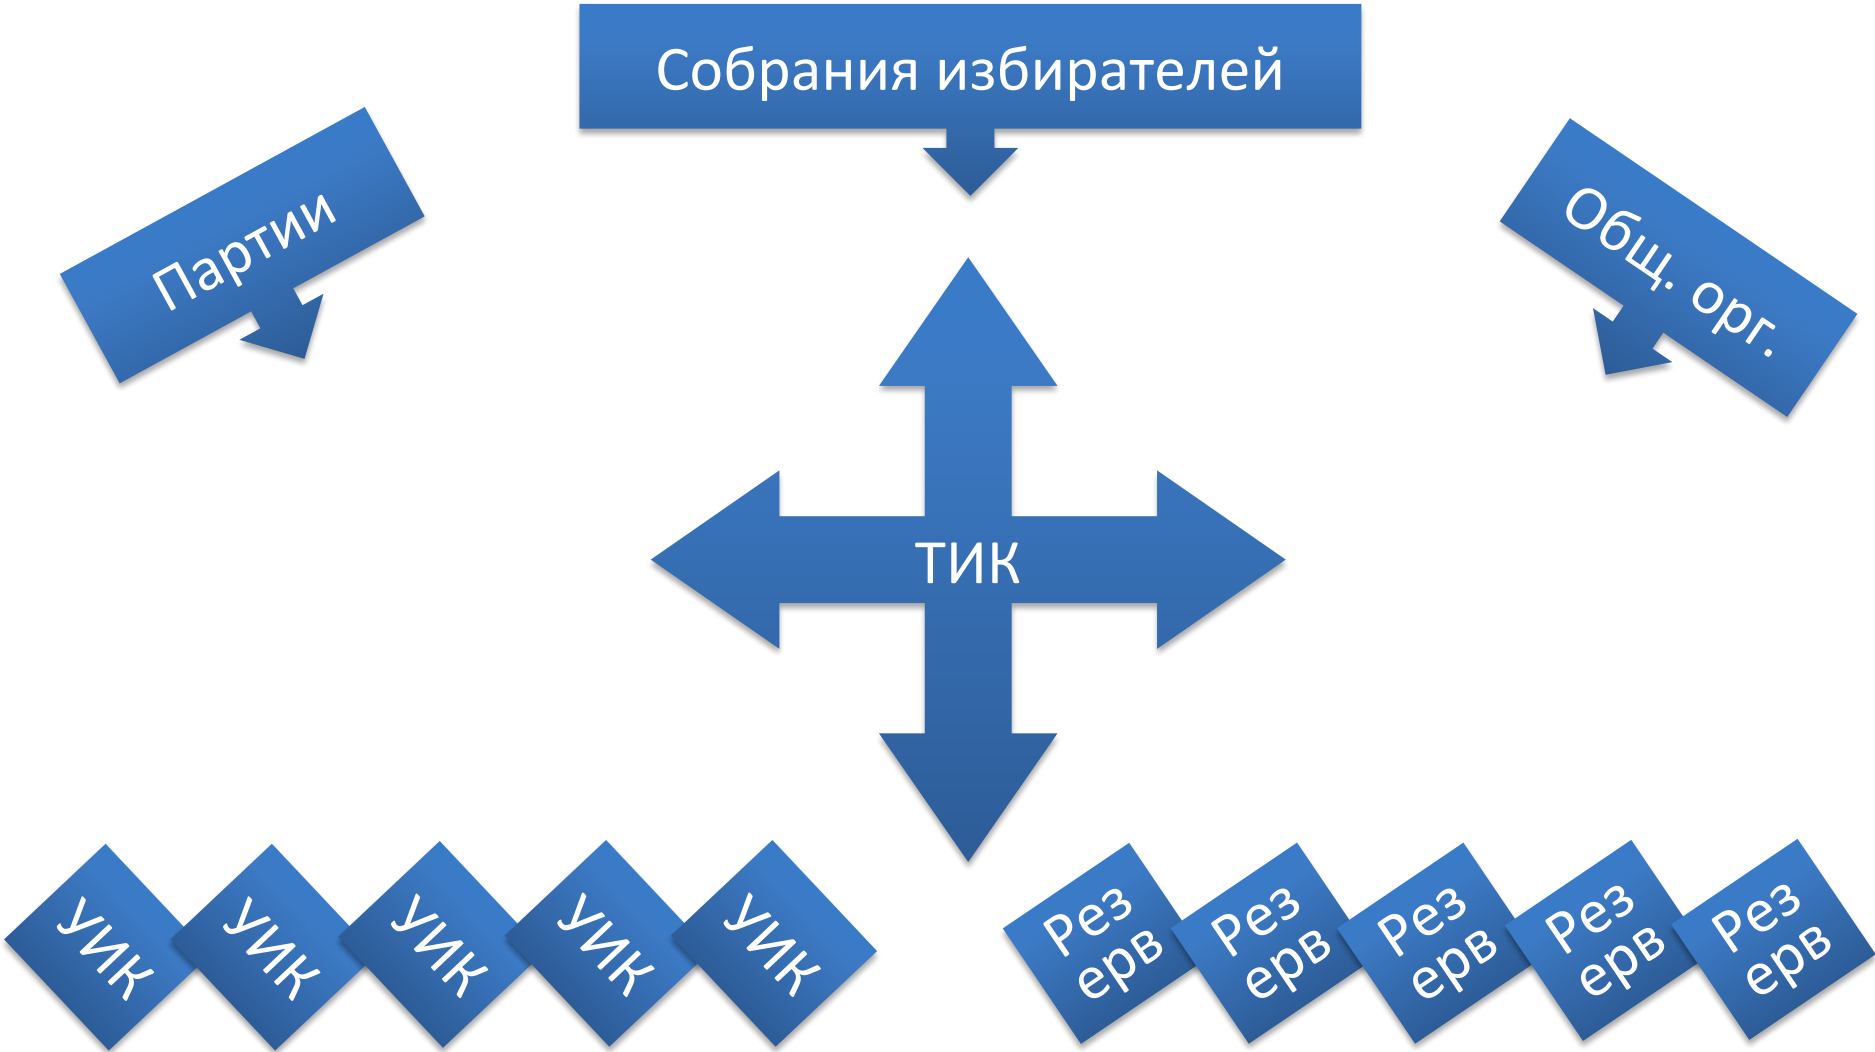 Собрания избирателей
Партии
Общ. орг.
ТИК
УИК
УИК
УИК
УИК
УИК
Рез
ерв
Рез
ерв
Рез
ерв
Рез
ерв
Рез
ерв